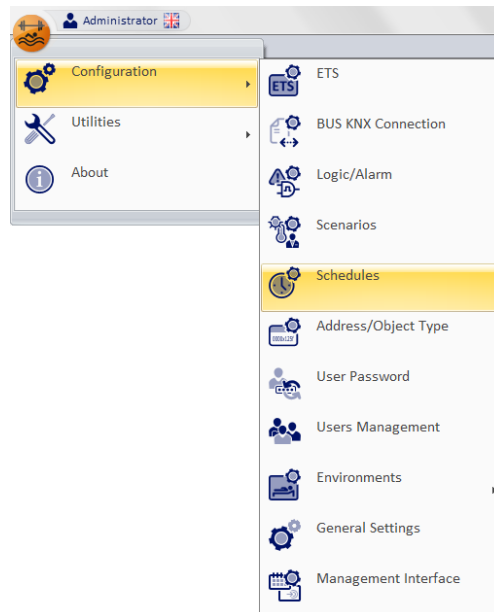 Administrator
Configuration
Utilities
About
ETS
ETS
BUS KNX Connection
Logic/Alarm
Scenarios
Schedules
Address/Object Type
User Password
Users Management
Environments
General Settings
Management Interface